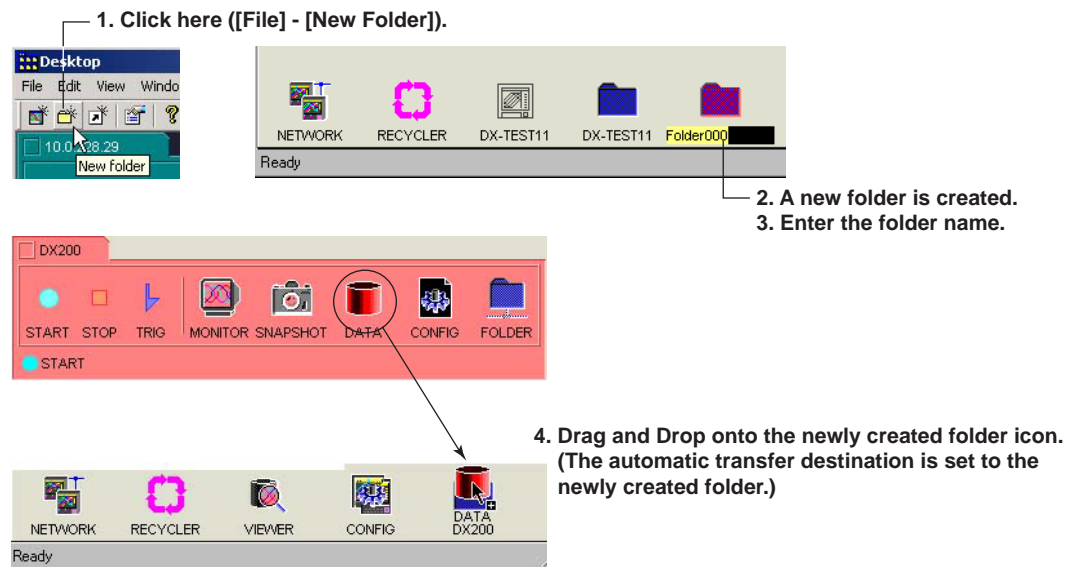 1. Click here ([File] - [New Folder]).
Desktop
File Edit View Windo
10.0.228.29
New folder
NETWORK RECYCLER DX-TEST11 DX-TEST11 Folder000
Ready
2. A new folder is created.
3. Enter the folder name.
DX200
START STOP TRIG MONITOR SNAPSHOT DATA CONFIG FOLDER
START
4. Drag and Drop onto the newly created folder icon.
(The automatic transfer destination is set to the
newly created folder.)
NETWORK RECYCLER VIEWER CONFIG DATA
DX200
Ready